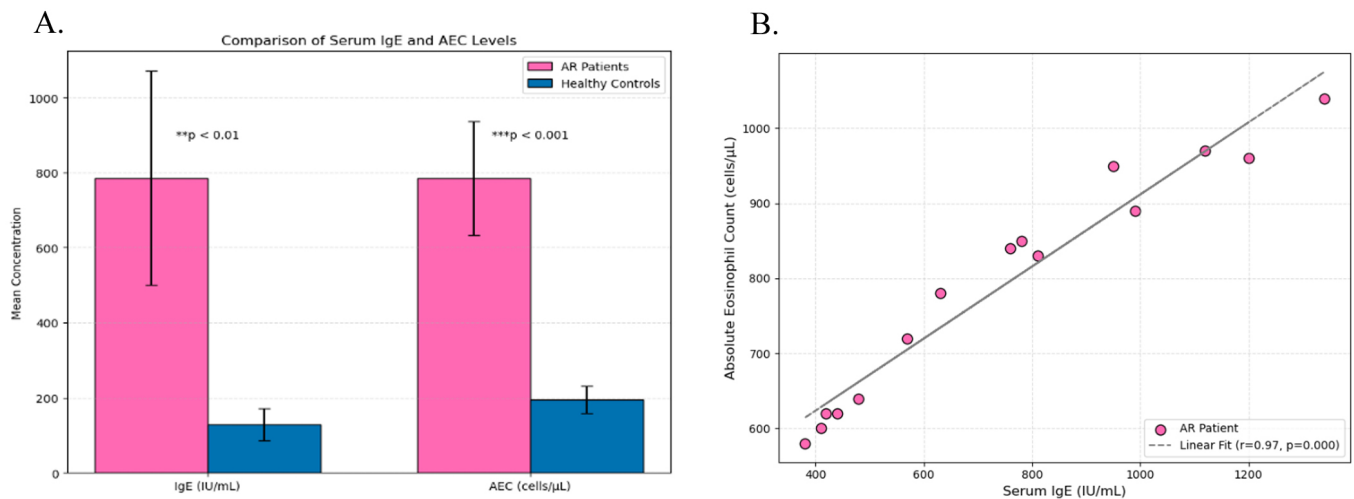 A.
Comparison of Serum IgE and AEC Levels
AR Patients
Healthy Controls
**p < 0.01
***p < 0.001
Mean Concentration
1000
800
600
400
200
0
IgE (IU/mL)
AEC (cells/μL)
B.
Absolute Eosinophil Count (cells/μL)
1000
900
800
700
600
AR Patient
Linear Fit (r=0.97, p=0.000)
400
600
800
1000
1200
Serum IgE (IU/mL)